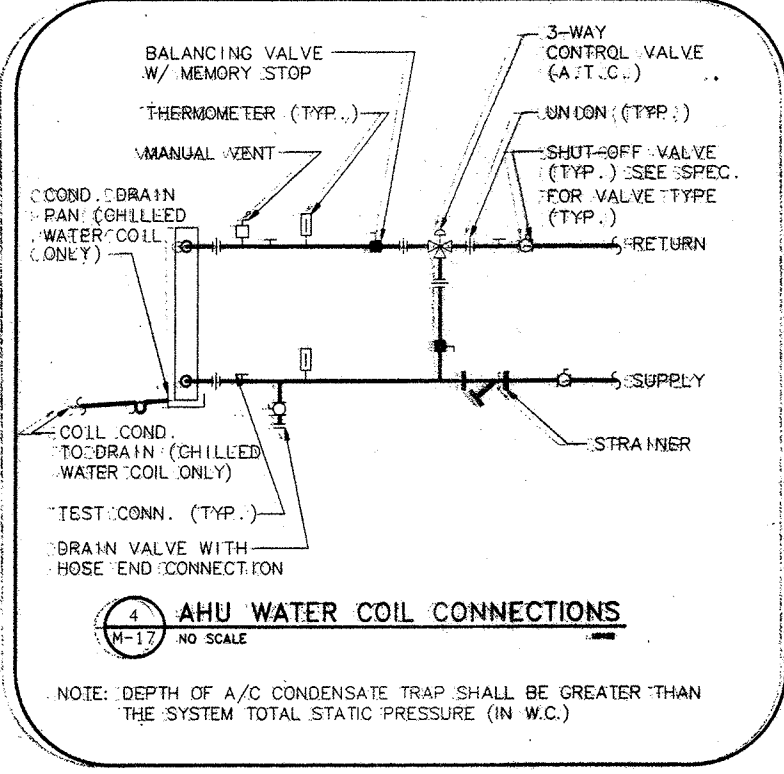 BALANCING VALVE
W/ MEMORY STOP
THERMOMETER (TYP.)
MANUAL VENT
COND. DRAIN
PAN (CHILLED
WATER COIL
ONLY)
3-WAY
CONTROL VALVE
(A.T.C.)
UNION (TYP.)
SHUT-OFF VALVE
(TYP.) SEE SPEC.
FOR VALVE TYPE
(TYP.)
RETURN
SUPPLY
STRAINER
COIL COND.
TO DRAIN (CHILLED
WATER COIL ONLY)
TEST CONN. (TYP.)
DRAIN VALVE WITH
HOSE END CONNECTION
4
M-17
AHU WATER COIL CONNECTIONS
NO SCALE
NOTE: DEPTH OF A/C CONDENSATE TRAP SHALL BE GREATER THAN
THE SYSTEM TOTAL STATIC PRESSURE (IN W.C.)